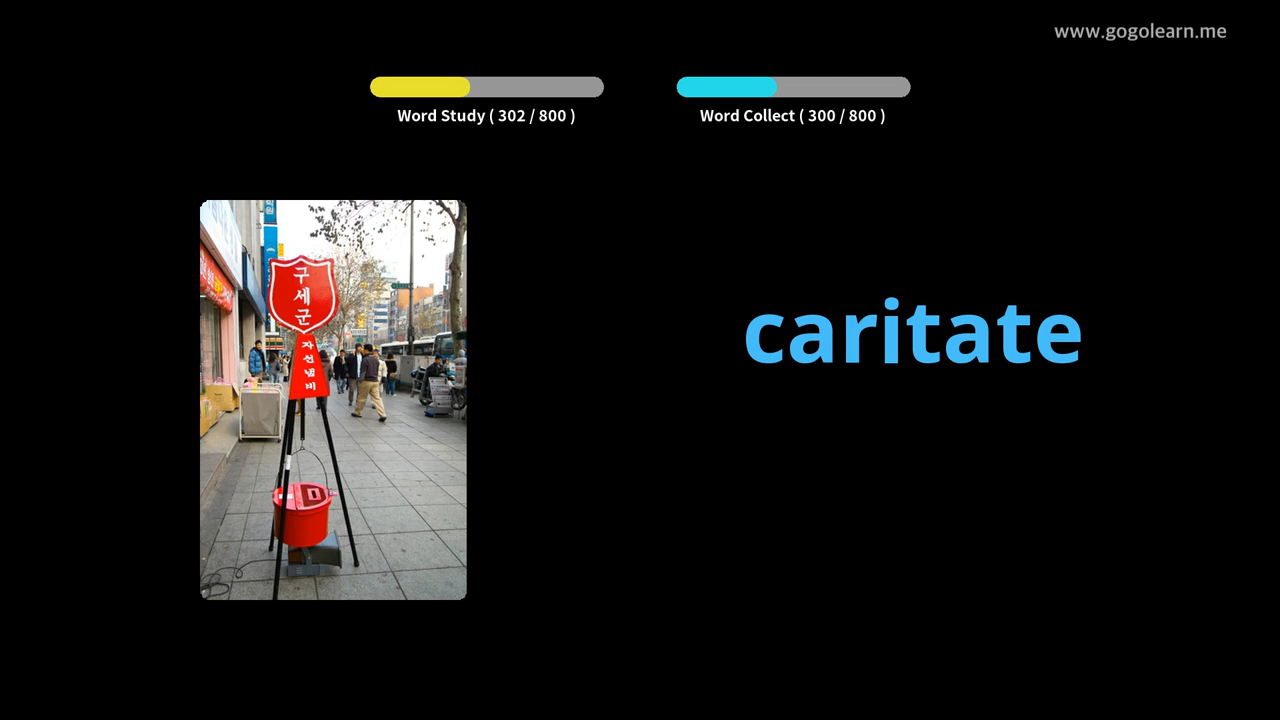 www.gogolearn.me
Word Study ( 302 / 800 )
Word Collect ( 300 / 800 )
구세군
자선냄비
caritate